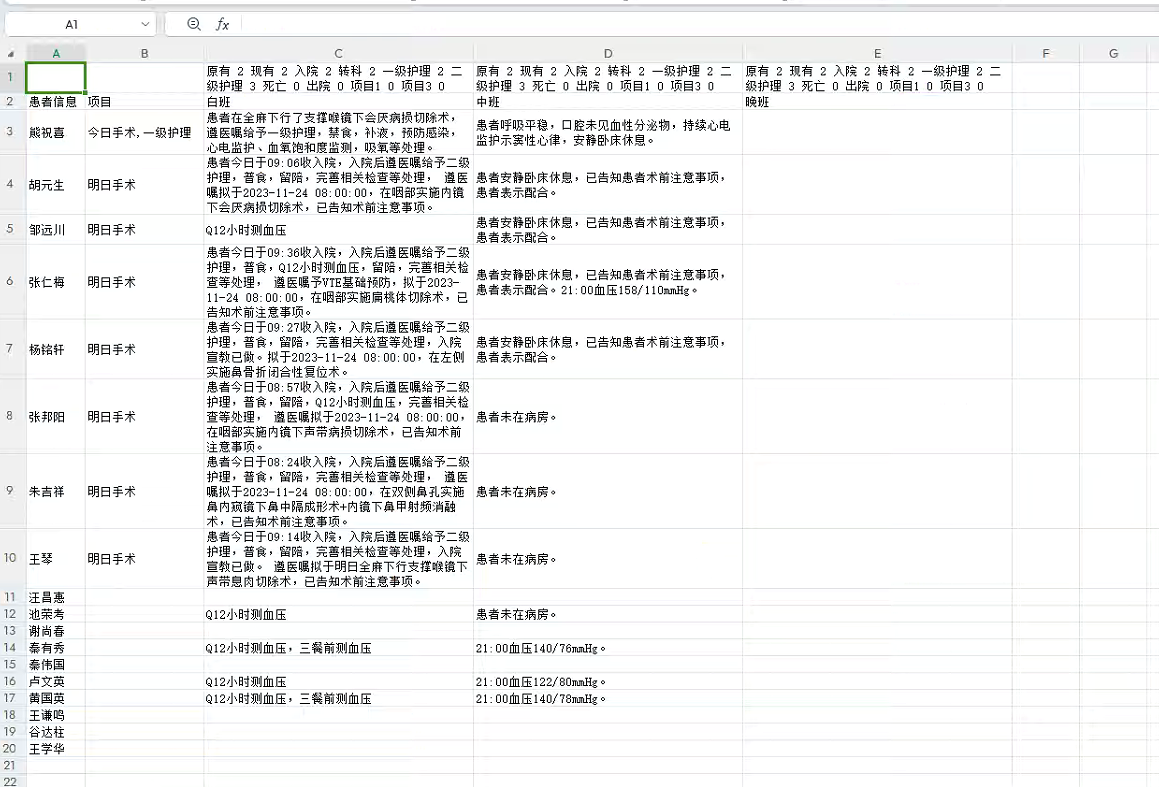 A1
fx
A B C D E F G
1
原有 2 现有 2 入院 2 转科 2 一级护理 2 二
级护理 3 死亡 0 出院 0 项目1 0 项目3 0
原有 2 现有 2 入院 2 转科 2 一级护理 2 二
级护理 3 死亡 0 出院 0 项目1 0 项目3 0
原有 2 现有 2 入院 2 转科 2 一级护理 2 二
级护理 3 死亡 0 出院 0 项目1 0 项目3 0
2 患者信息 项目 白班 中班 晚班
3 熊祝喜 今日手术,一级护理
患者在全麻下行了支撑喉镜下会厌病损切除术，
遵医嘱给予一级护理，禁食，补液，预防感染，
心电监护、血氧饱和度监测，吸氧等处理。
患者呼吸平稳，口腔未见血性分泌物，持续心电
监护示窦性心律，安静卧床休息。
4 胡元生 明日手术
患者今日于09:06收入院，入院后遵医嘱给予二级
护理，普食，留陪，完善相关检查等处理， 遵医
嘱拟于2023-11-24 08:00:00，在咽部实施内镜
下会厌病损切除术，已告知术前注意事项。
患者安静卧床休息，已告知患者术前注意事项，
患者表示配合。
5 邹远川 明日手术 Q12小时测血压
患者安静卧床休息，已告知患者术前注意事项，
患者表示配合。
6 张仁梅 明日手术
患者今日于09:36收入院，入院后遵医嘱给予二级
护理，普食，Q12小时测血压，留陪，完善相关检
查等处理， 遵医嘱予VTE基础预防，拟于2023-
11-24 08:00:00，在咽部实施扁桃体切除术，已
告知术前注意事项。
患者安静卧床休息，已告知患者术前注意事项，
患者表示配合。21:00血压158/110mmHg。
7 杨铭轩 明日手术
患者今日于09:27收入院，入院后遵医嘱给予二级
护理，普食，留陪，完善相关检查等处理，入院
宣教已做。拟于2023-11-24 08:00:00，在左侧
实施鼻骨折闭合性复位术。
患者安静卧床休息，已告知患者术前注意事项，
患者表示配合。
8 张邦阳 明日手术
患者今日于08:57收入院，入院后遵医嘱给予二级
护理，普食，留陪，Q12小时测血压，完善相关检
查等处理， 遵医嘱拟于2023-11-24 08:00:00，
在咽部实施内镜下声带病损切除术，已告知术前
注意事项。
患者未在病房。
9 朱吉祥 明日手术
患者今日于08:24收入院，入院后遵医嘱给予二级
护理，普食，留陪，完善相关检查等处理， 遵医
嘱拟于2023-11-24 08:00:00，在双侧鼻孔实施
鼻内窥镜下鼻中隔成形术+内镜下鼻甲射频消融
术，已告知术前注意事项。
患者未在病房。
10 王琴 明日手术
患者今日于09:14收入院，入院后遵医嘱给予二级
护理，普食，留陪，完善相关检查等处理，入院
宣教已做。 遵医嘱拟于明日全麻下行支撑喉镜下
声带息肉切除术，已告知术前注意事项。
患者未在病房。
11 汪昌惠
12 池荣考 Q12小时测血压 患者未在病房。
13 谢尚春
14 秦有秀 Q12小时测血压，三餐前测血压 21:00血压140/76mmHg。
15 秦伟国
16 卢文英 Q12小时测血压 21:00血压122/80mmHg。
17 黄国英 Q12小时测血压，三餐前测血压 21:00血压140/78mmHg。
18 王谦鸣
19 谷达柱
20 王学华
21
22